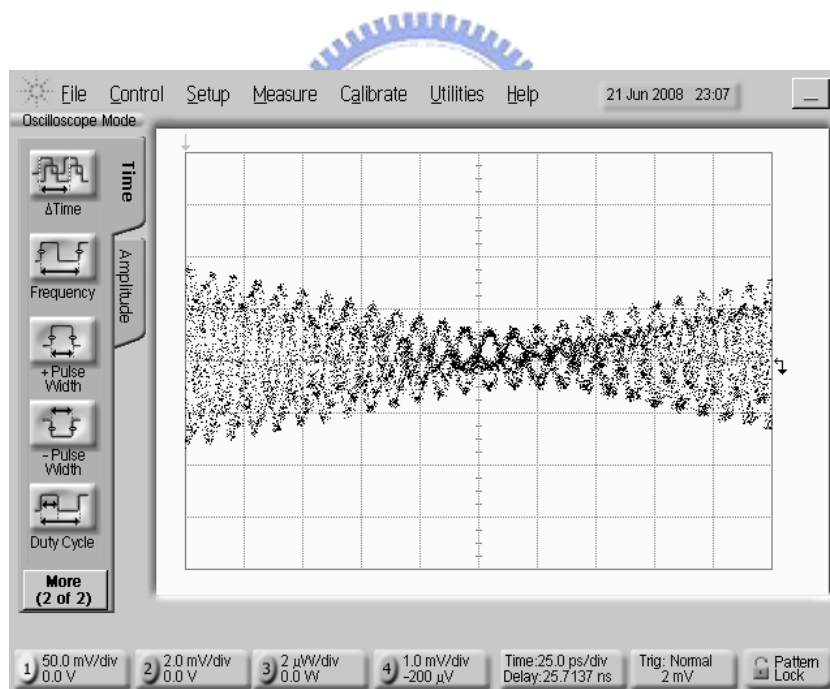 File Control Setup Measure Calibrate Utilities Help 21 Jun 2008 23:07
Oscilloscope Mode
Time
Amplitude
ΔTime
Frequency
+ Pulse
Width
- Pulse
Width
Duty Cycle
More
(2 of 2)
1 50.0 mV/div
0.0 V
2 2.0 mV/div
0.0 V
3 2 µW/div
0.0 W
4 1.0 mV/div
-200 µV
Time:25.0 ps/div
Delay:25.7137 ns
Trig: Normal
2 mV
Pattern
Lock